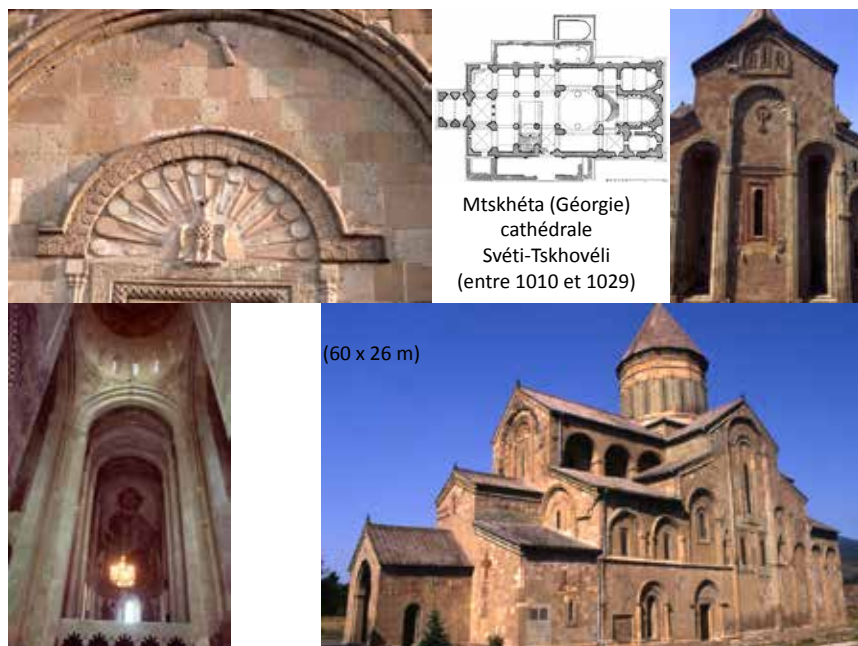 Mtskhéta (Géorgie)
cathédrale
Svéti-Tskhovéli
(entre 1010 et 1029)
(60 x 26 m)